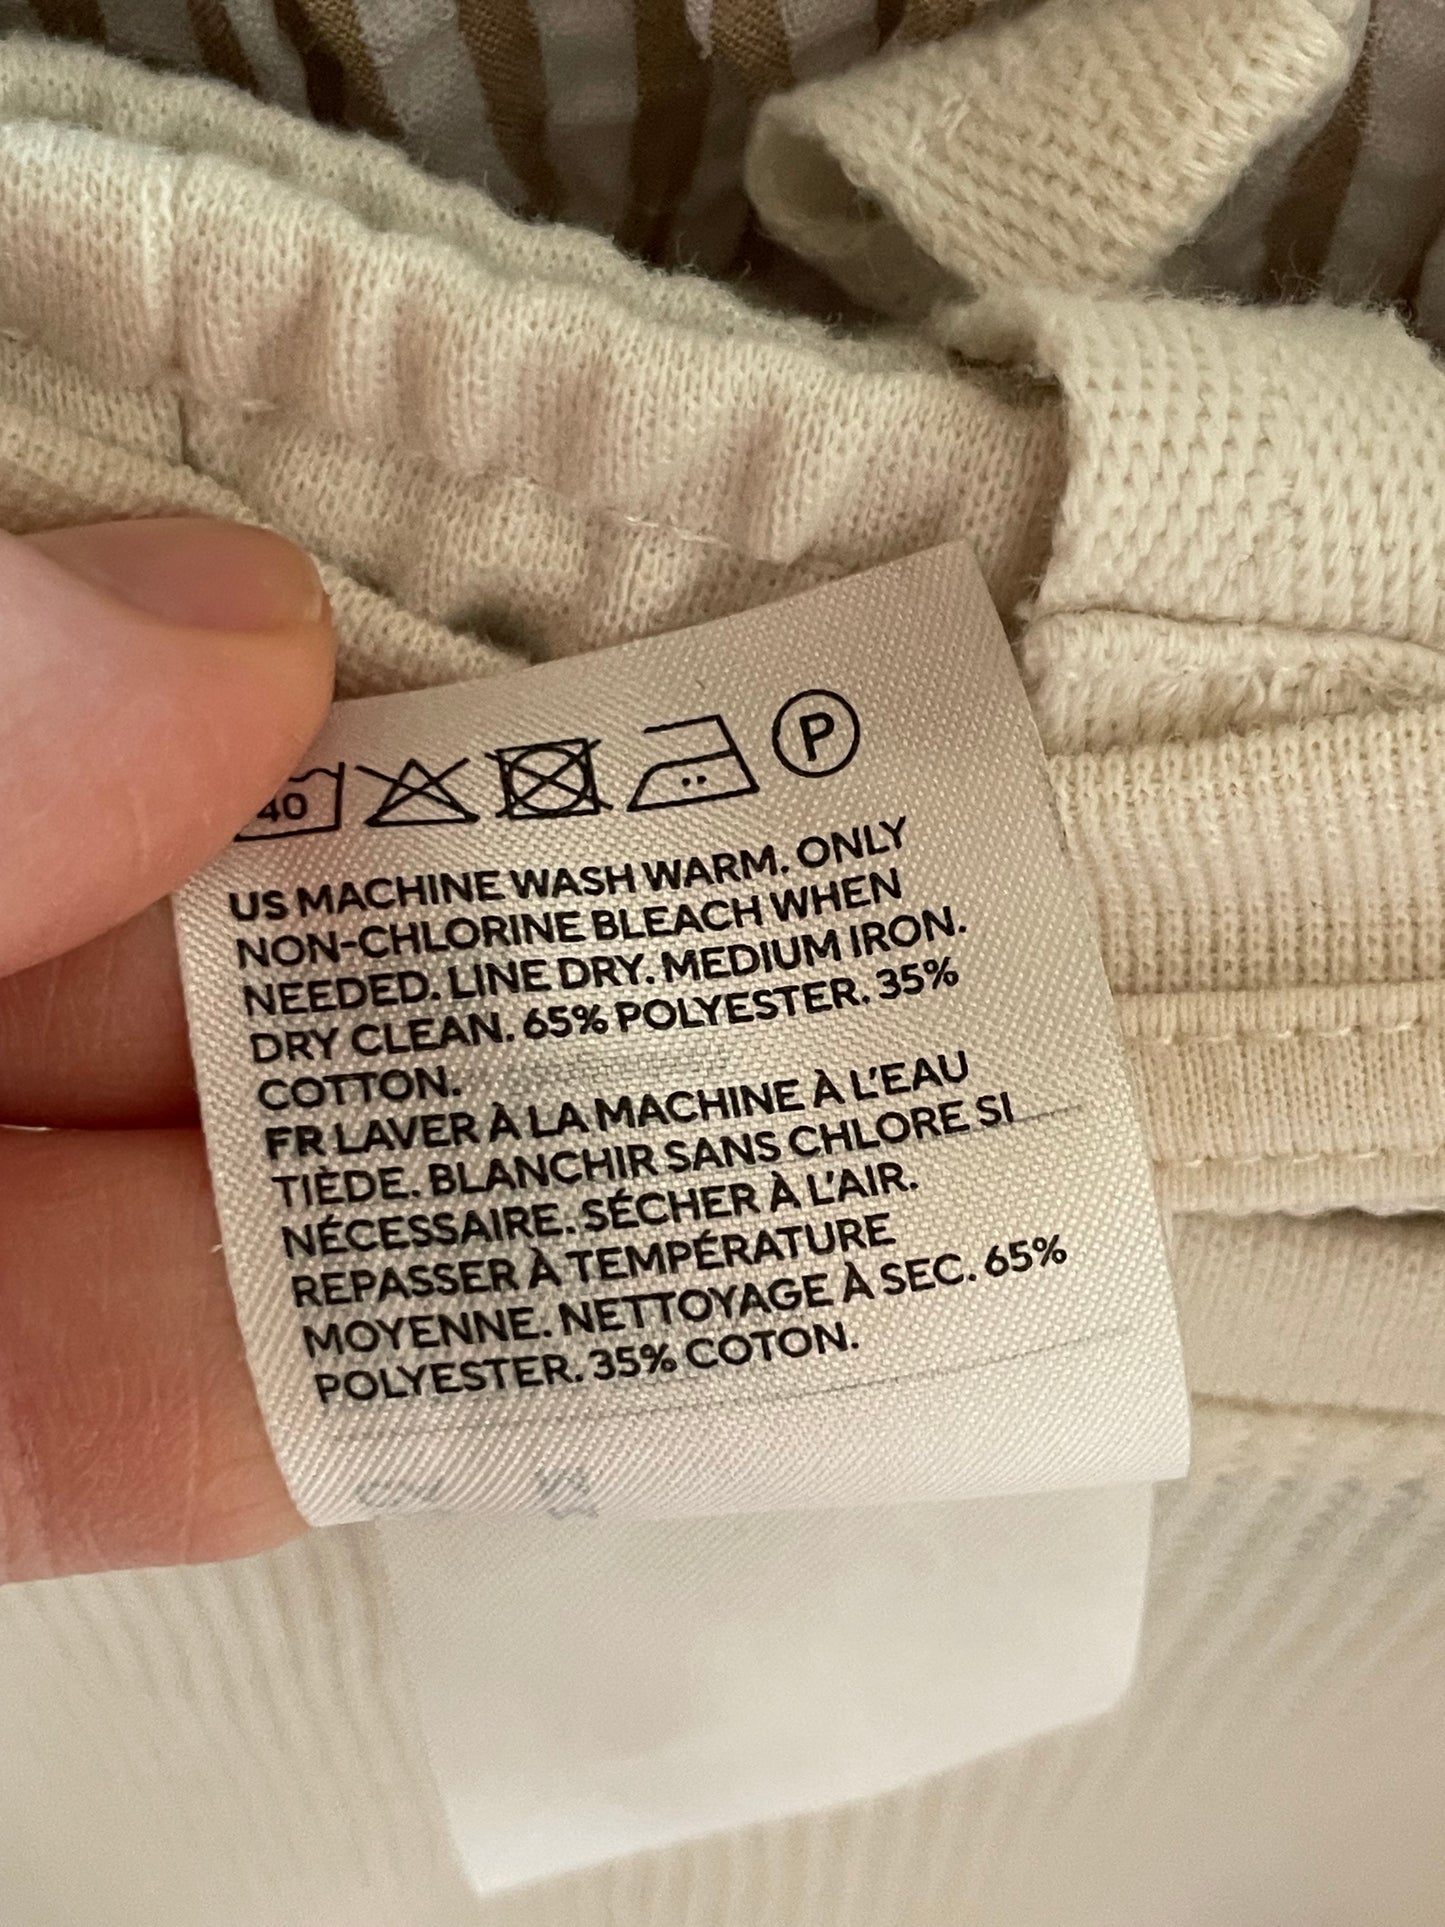 40 P
US MACHINE WASH WARM. ONLY
NON-CHLORINE BLEACH WHEN
NEEDED. LINE DRY. MEDIUM IRON.
DRY CLEAN. 65% POLYESTER. 35%
COTTON.
FR LAVER À LA MACHINE À L'EAU
TIÈDE. BLANCHIR SANS CHLORE SI
NÉCESSAIRE. SÉCHER À L'AIR.
REPASSER À TEMPÉRATURE
MOYENNE. NETTOYAGE À SEC. 65%
POLYESTER. 35% COTON.